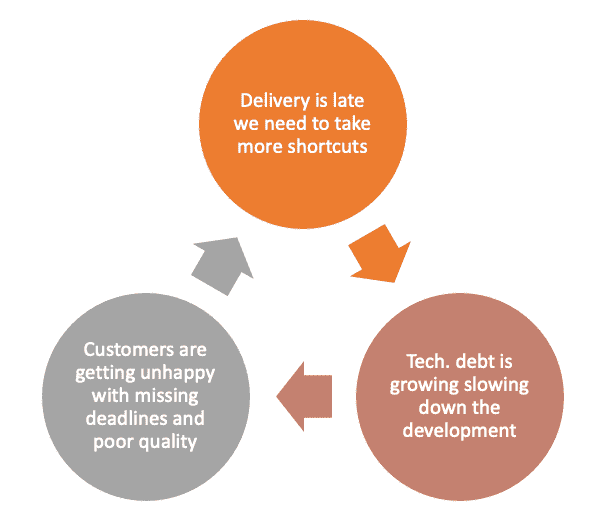 Delivery is late
we need to take
more shortcuts
Tech. debt is
growing slowing
down the
development
Customers are
getting unhappy
with missing
deadlines and
poor quality